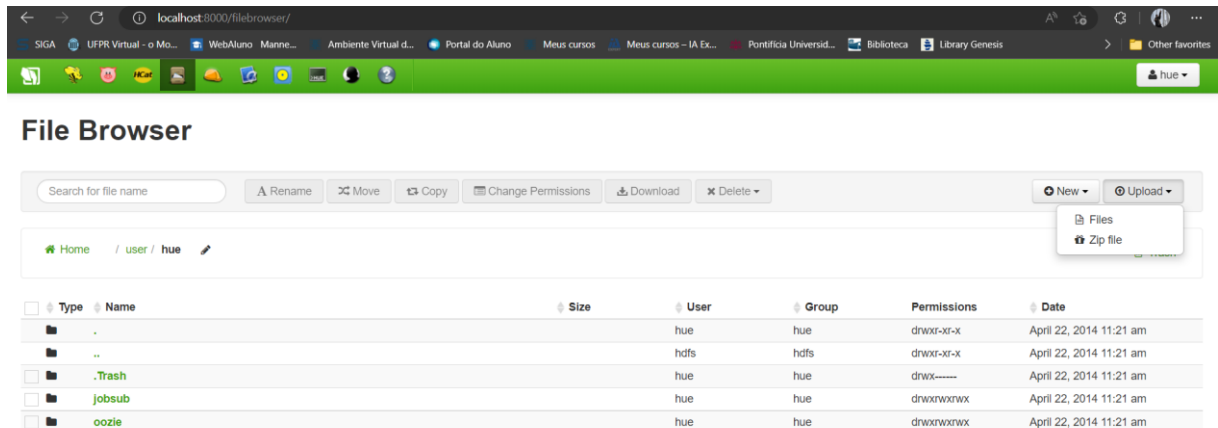 localhost:8000/filebrowser/
SIGA UFPR Virtual - o Mo... WebAluno Manne... Ambiente Virtual d... Portal do Aluno Meus cursos Meus cursos – IA Ex... Pontifícia Universid... Biblioteca Library Genesis Other favorites
HCat hue
File Browser
Search for file name A Rename Move Copy Change Permissions Download Delete New Upload
Files
Zip file
Home / user / hue
Type Name Size User Group Permissions Date
. hue hue drwxr-xr-x April 22, 2014 11:21 am
.. hdfs hdfs drwxr-xr-x April 22, 2014 11:21 am
.Trash hue hue drwx------ April 22, 2014 11:21 am
jobsub hue hue drwxrwxrwx April 22, 2014 11:21 am
oozie hue hue drwxrwxrwx April 22, 2014 11:21 am